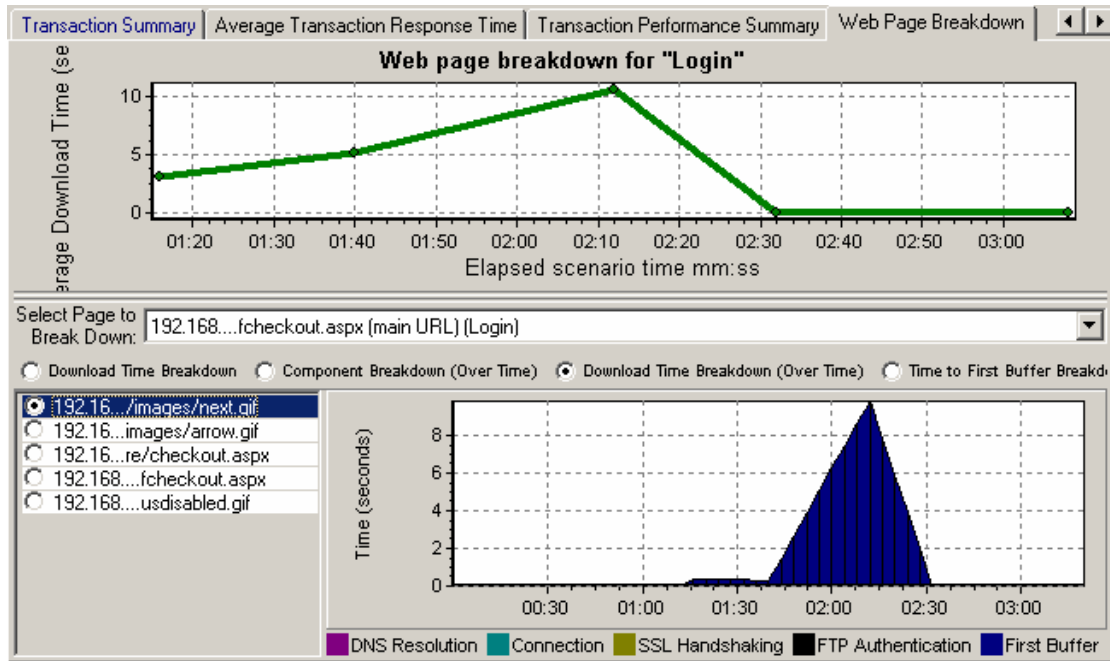 Transaction Summary Average Transaction Response Time Transaction Performance Summary Web Page Breakdown
Web page breakdown for "Login"
erage Download Time (se
10
5
0
01:20 01:30 01:40 01:50 02:00 02:10 02:20 02:30 02:40 02:50 03:00
Elapsed scenario time mm:ss
Select Page to
Break Down:
192.168....fcheckout.aspx (main URL) (Login)
Download Time Breakdown Component Breakdown (Over Time) Download Time Breakdown (Over Time) Time to First Buffer Breakd
192.16.../images/next.gif
192.16...images/arrow.gif
192.16...re/checkout.aspx
192.168....fcheckout.aspx
192.168....usdisabled.gif
Time (seconds)
8
6
4
2
0
00:30 01:00 01:30 02:00 02:30 03:00
DNS Resolution Connection SSL Handshaking FTP Authentication First Buffer